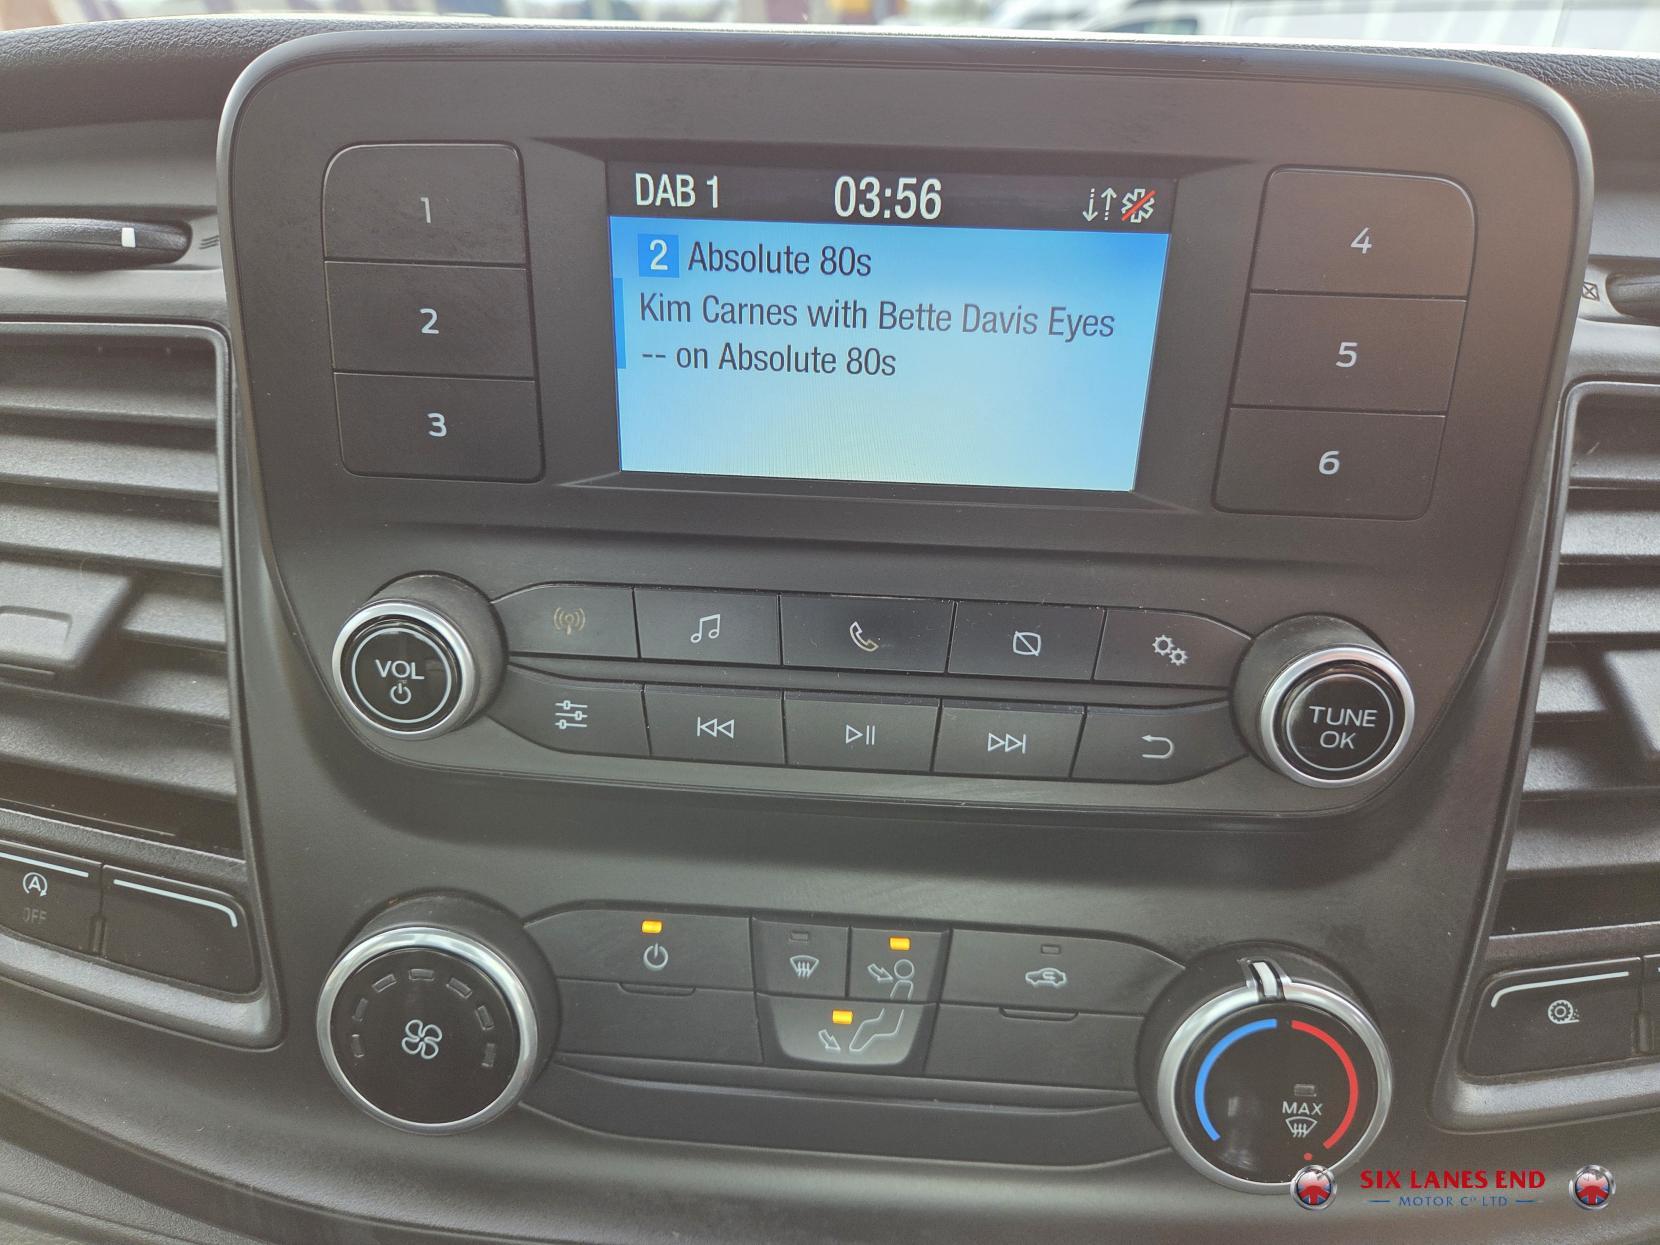 DAB 1 03:56
2 Absolute 80s
Kim Carnes with Bette Davis Eyes
-- on Absolute 80s
1
2
3
4
5
6
VOL
TUNE
OK
A
OFF
MAX
SIX LANES END
MOTOR CO LTD